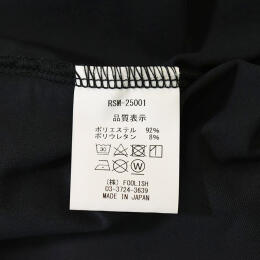 RSM-25001
品質表示
ポリエステル 92%
ポリウレタン 8%
(株) FOOLISH
03-3724-3639
MADE IN JAPAN